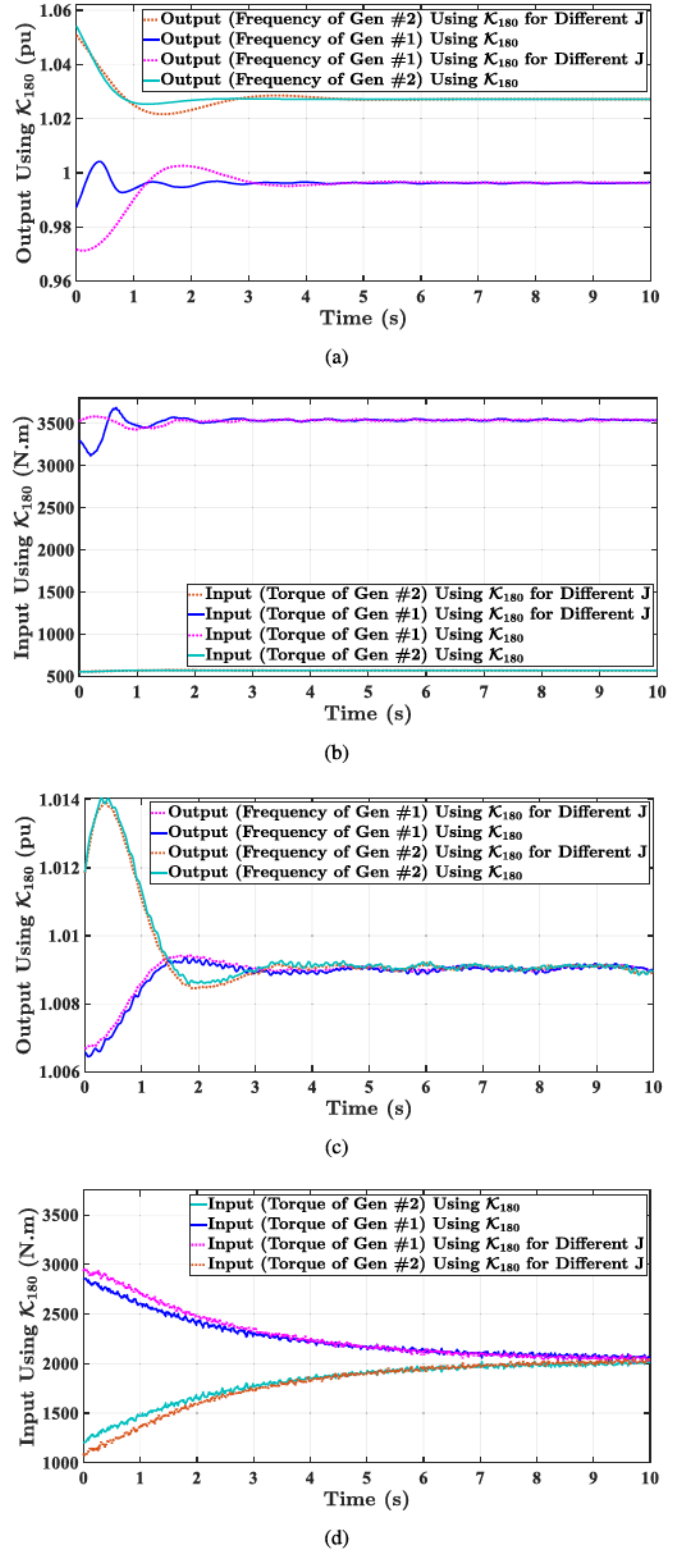 1.06
1.04
1.02
1
0.98
0.96
Output Using 𝒦₁₈₀ (pu)
Output (Frequency of Gen #2) Using 𝒦₁₈₀ for Different J
Output (Frequency of Gen #1) Using 𝒦₁₈₀
Output (Frequency of Gen #1) Using 𝒦₁₈₀ for Different J
Output (Frequency of Gen #2) Using 𝒦₁₈₀
0 1 2 3 4 5 6 7 8 9 10
Time (s)
(a)
3500
3000
2500
2000
1500
1000
500
Input Using 𝒦₁₈₀ (N.m)
Input (Torque of Gen #2) Using 𝒦₁₈₀ for Different J
Input (Torque of Gen #1) Using 𝒦₁₈₀ for Different J
Input (Torque of Gen #1) Using 𝒦₁₈₀
Input (Torque of Gen #2) Using 𝒦₁₈₀
0 1 2 3 4 5 6 7 8 9 10
Time (s)
(b)
1.014
1.012
1.01
1.008
1.006
Output Using 𝒦₁₈₀ (pu)
Output (Frequency of Gen #1) Using 𝒦₁₈₀ for Different J
Output (Frequency of Gen #1) Using 𝒦₁₈₀
Output (Frequency of Gen #2) Using 𝒦₁₈₀ for Different J
Output (Frequency of Gen #2) Using 𝒦₁₈₀
0 1 2 3 4 5 6 7 8 9 10
Time (s)
(c)
3500
3000
2500
2000
1500
1000
Input Using 𝒦₁₈₀ (N.m)
Input (Torque of Gen #2) Using 𝒦₁₈₀
Input (Torque of Gen #1) Using 𝒦₁₈₀
Input (Torque of Gen #1) Using 𝒦₁₈₀ for Different J
Input (Torque of Gen #2) Using 𝒦₁₈₀ for Different J
0 1 2 3 4 5 6 7 8 9 10
Time (s)
(d)